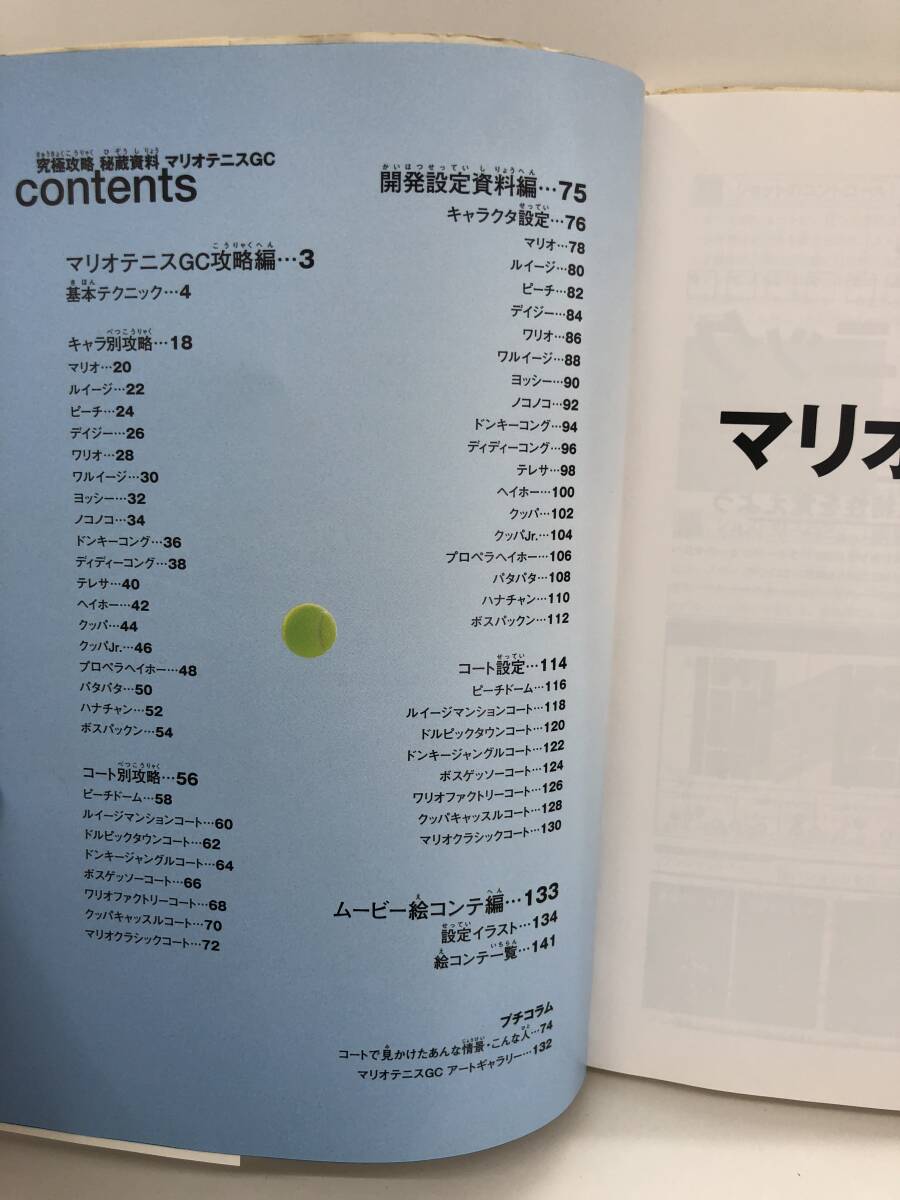 究極攻略 秘蔵資料 マリオテニスGC
contents
マリオテニスGC攻略編…3
基本テクニック…4
キャラ別攻略…18
マリオ…20
ルイージ…22
ピーチ…24
デイジー…26
ワリオ…28
ワルイージ…30
ヨッシー…32
ノコノコ…34
ドンキーコング…36
ディディーコング…38
テレサ…40
ヘイホー…42
クッパ…44
クッパJr.…46
プロペラヘイホー…48
パタパタ…50
ハナチャン…52
ボスパックン…54
コート別攻略…56
ピーチドーム…58
ルイージマンションコート…60
ドルピックタウンコート…62
ドンキージャングルコート…64
ボスゲッソーコート…66
ワリオファクトリーコート…68
クッパキャッスルコート…70
マリオクラシックコート…72
開発設定資料編…75
キャラクタ設定…76
マリオ…78
ルイージ…80
ピーチ…82
デイジー…84
ワリオ…86
ワルイージ…88
ヨッシー…90
ノコノコ…92
ドンキーコング…94
ディディーコング…96
テレサ…98
ヘイホー…100
クッパ…102
クッパJr.…104
プロペラヘイホー…106
パタパタ…108
ハナチャン…110
ボスパックン…112
コート設定…114
ピーチドーム…116
ルイージマンションコート…118
ドルピックタウンコート…120
ドンキージャングルコート…122
ボスゲッソーコート…124
ワリオファクトリーコート…126
クッパキャッスルコート…128
マリオクラシックコート…130
ムービー絵コンテ編…133
設定イラスト…134
絵コンテ一覧…141
プチコラム
コートで見かけたあんな情景・こんな人…74
マリオテニスGC アートギャラリー…132
マリオ